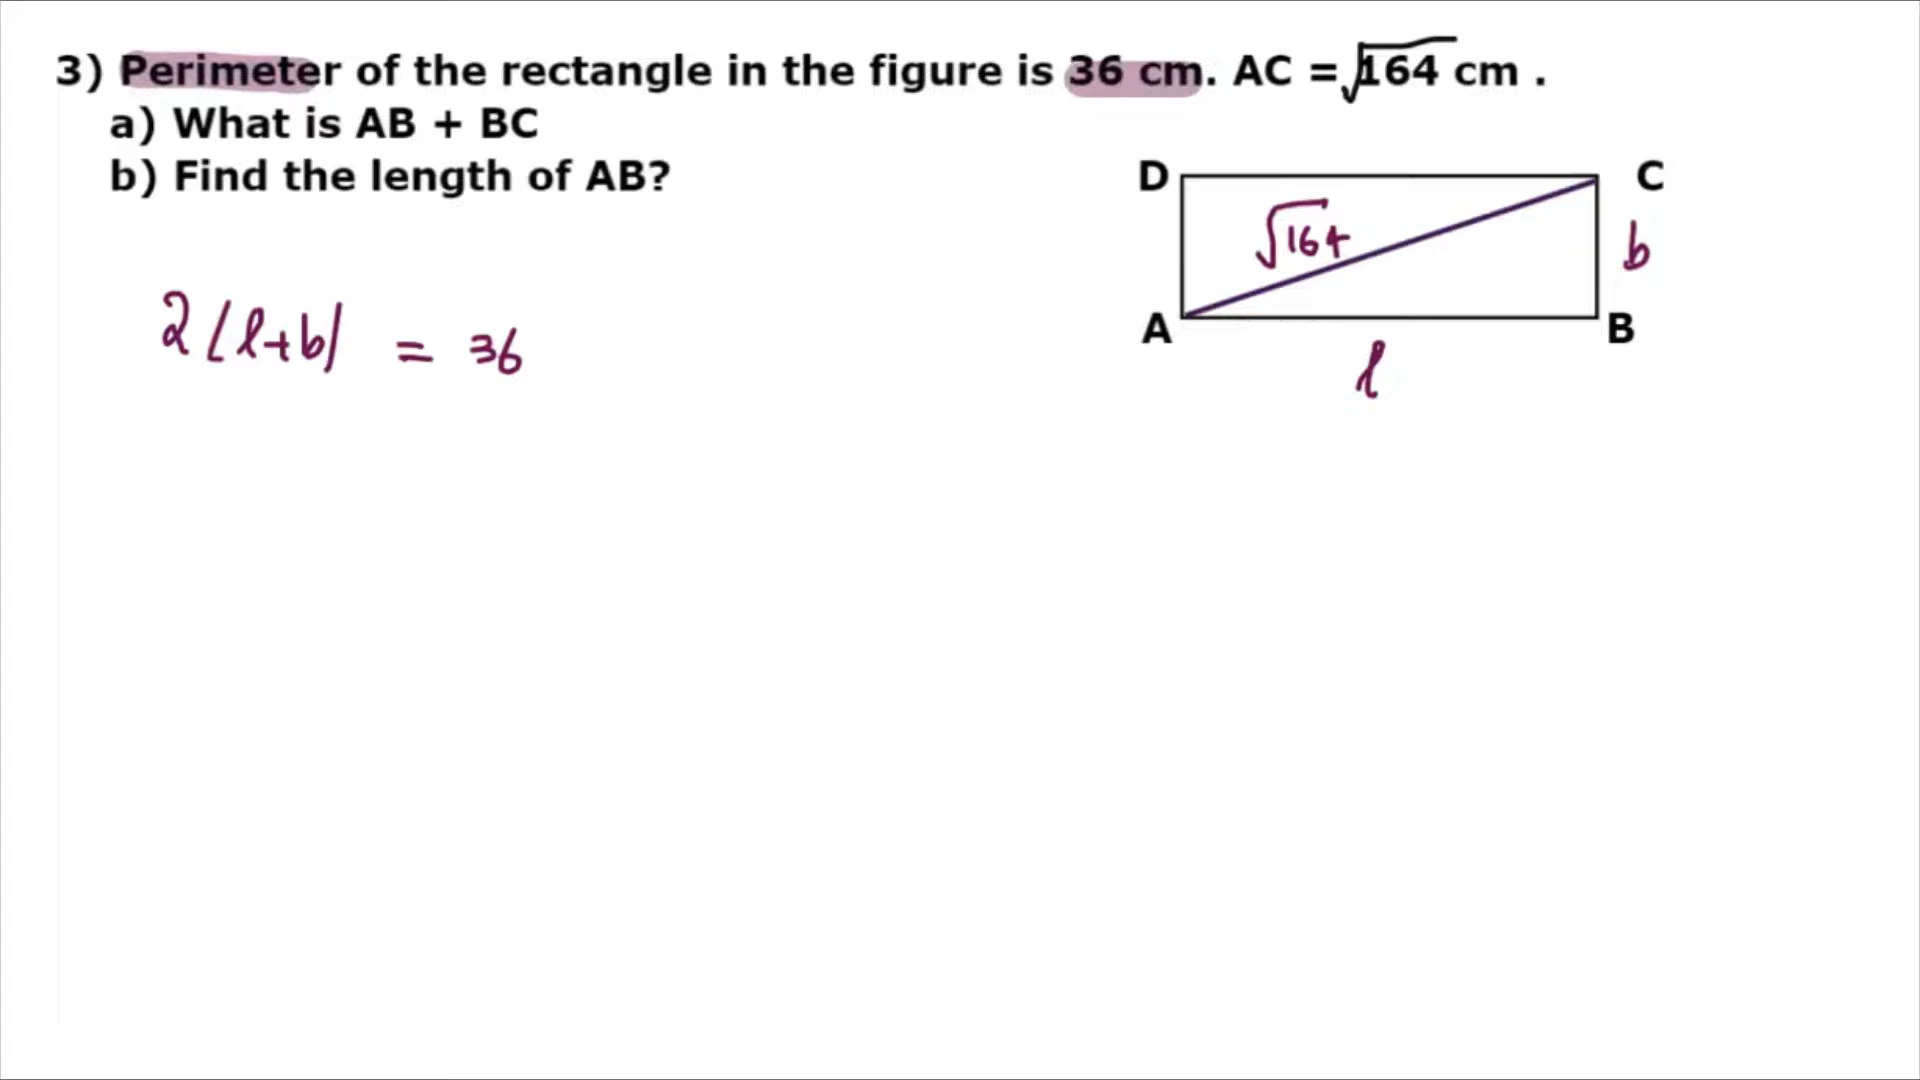 3) Perimeter of the rectangle in the figure is 36 cm. AC = √164 cm .
a) What is AB + BC
b) Find the length of AB?
D C
√164 b
A B
l
2(l+b) = 36